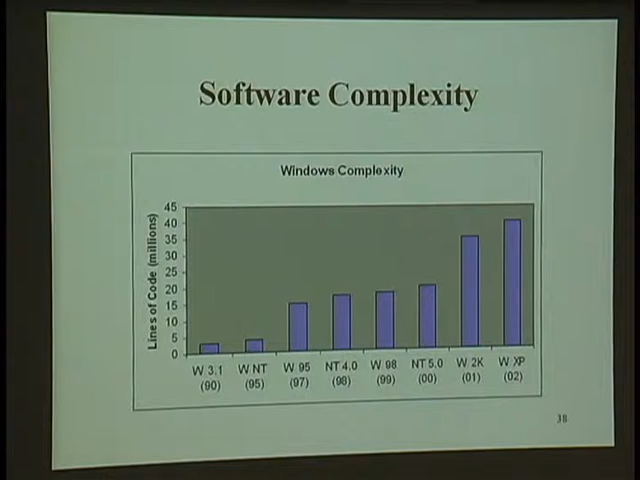 Software Complexity
Windows Complexity
Lines of Code (millions)
45
40
35
30
25
20
15
10
5
0
W 3.1 W NT W 95 NT 4.0 W 98 NT 5.0 W 2K W XP
(90) (95) (97) (98) (99) (00) (01) (02)
38